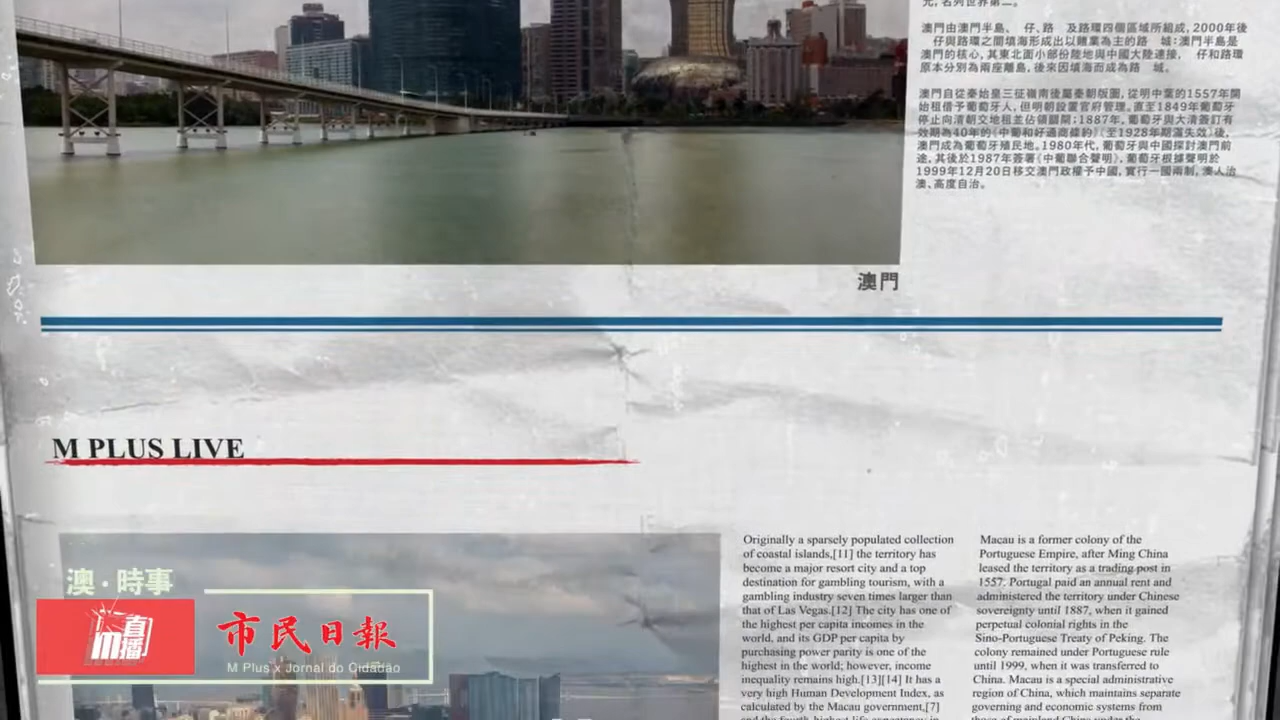 澳門由澳門半島、 仔、路 及路環四個區域所組成，2000年後
仔與路環之間填海形成出以賭業為主的路 城；澳門半島是
澳門的核心，其東北面小部份陸地與中國大陸連接， 仔和路環
原本分別為兩座離島，後來因填海而成為路 城。
澳門自從秦始皇三征嶺南後屬秦朝版圖，從明中葉的1557年開
始租借予葡萄牙人，但明朝設置官府管理。直至1849年葡萄牙
停止向清朝交地租並佔領關閘；1887年，葡萄牙與大清簽訂有
效期為40年的《中葡和好通商條約》（至1928年期滿失效）後，
澳門成為葡萄牙殖民地。1980年代，葡萄牙與中國探討澳門前
途，其後於1987年簽署《中葡聯合聲明》，葡萄牙根據聲明於
1999年12月20日移交澳門政權予中國，實行一國兩制，澳人治
澳、高度自治。
澳門
M PLUS LIVE
Originally a sparsely populated collection
of coastal islands,[11] the territory has
become a major resort city and a top
destination for gambling tourism, with a
gambling industry seven times larger than
that of Las Vegas.[12] The city has one of
the highest per capita incomes in the
world, and its GDP per capita by
purchasing power parity is one of the
highest in the world; however, income
inequality remains high.[13][14] It has a
very high Human Development Index, as
calculated by the Macau government,[7]
and the fourth-highest life expectancy in
Macau is a former colony of the
Portuguese Empire, after Ming China
leased the territory as a trading post in
1557. Portugal paid an annual rent and
administered the territory under Chinese
sovereignty until 1887, when it gained
perpetual colonial rights in the
Sino-Portuguese Treaty of Peking. The
colony remained under Portuguese rule
until 1999, when it was transferred to
China. Macau is a special administrative
region of China, which maintains separate
governing and economic systems from
those of mainland China under the
澳·時事
m直播
市民日報
M Plus x Jornal do Cidadão